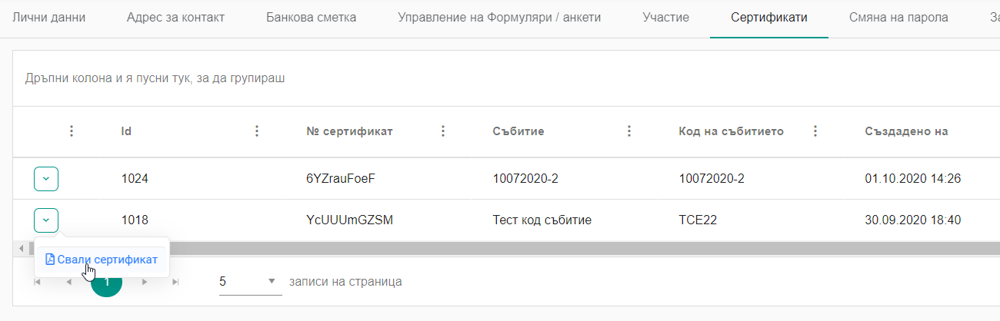 Лични данни Адрес за контакт Банкова сметка Управление на Формуляри / анкети Участие Сертификати Смяна на парола За
Дръпни колона и я пусни тук, за да групираш
Id № сертификат Събитие Код на събитието Създадено на
1024 6YZrauFoeF 10072020-2 10072020-2 01.10.2020 14:26
1018 YcUUUmGZSM Тест код събитие TCE22 30.09.2020 18:40
Свали сертификат
1 5 записи на страница